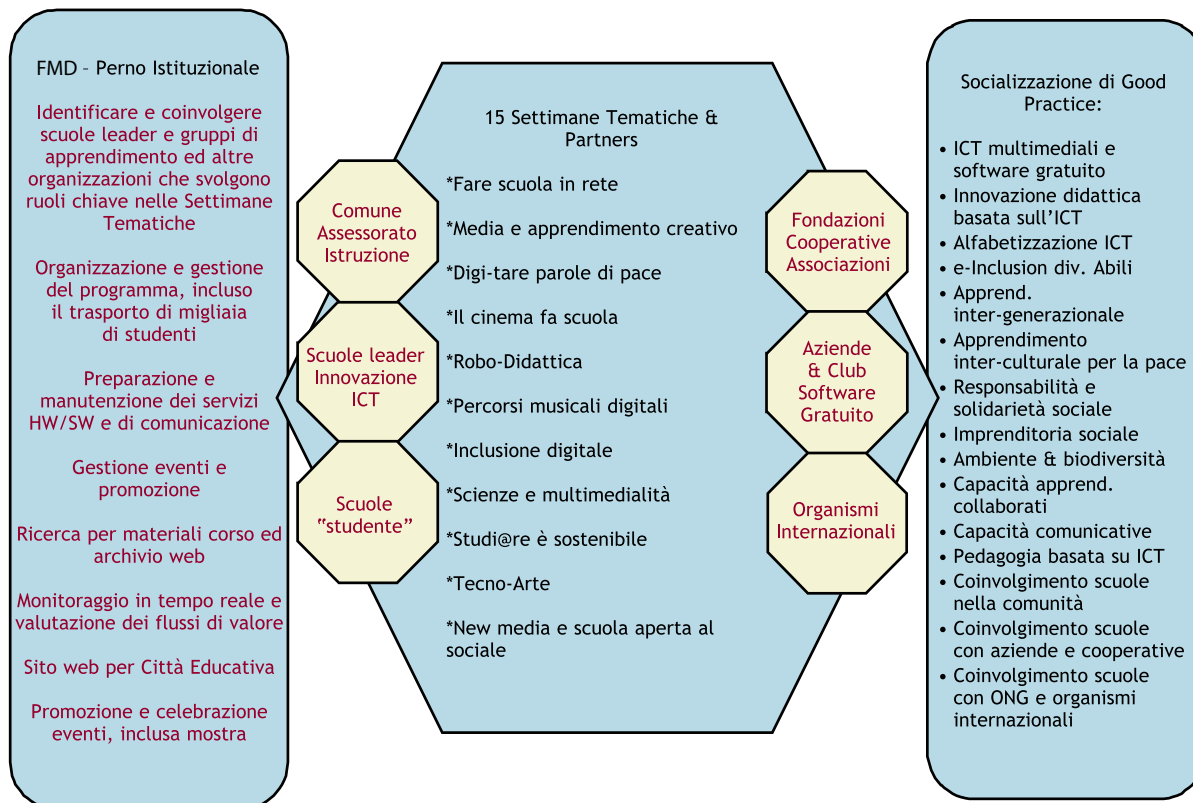 FMD – Perno Istituzionale
Identificare e coinvolgere
scuole leader e gruppi di
apprendimento ed altre
organizzazioni che svolgono
ruoli chiave nelle Settimane
Tematiche
Organizzazione e gestione
del programma, incluso
il trasporto di migliaia
di studenti
Preparazione e
manutenzione dei servizi
HW/SW e di comunicazione
Gestione eventi e
promozione
Ricerca per materiali corso ed
archivio web
Monitoraggio in tempo reale e
valutazione dei flussi di valore
Sito web per Città Educativa
Promozione e celebrazione
eventi, inclusa mostra
Comune
Assessorato
Istruzione
Scuole leader
Innovazione
ICT
Scuole
“studente”
15 Settimane Tematiche &
Partners
*Fare scuola in rete
*Media e apprendimento creativo
*Digi-tare parole di pace
*Il cinema fa scuola
*Robo-Didattica
*Percorsi musicali digitali
*Inclusione digitale
*Scienze e multimedialità
*Studi@re è sostenibile
*Tecno-Arte
*New media e scuola aperta al
sociale
Fondazioni
Cooperative
Associazioni
Aziende
& Club
Software
Gratuito
Organismi
Internazionali
Socializzazione di Good
Practice:
• ICT multimediali e
software gratuito
• Innovazione didattica
basata sull’ICT
• Alfabetizzazione ICT
• e-Inclusion div. Abili
• Apprend.
inter-generazionale
• Apprendimento
inter-culturale per la pace
• Responsabilità e
solidarietà sociale
• Imprenditoria sociale
• Ambiente & biodiversità
• Capacità apprend.
collaborati
• Capacità comunicative
• Pedagogia basata su ICT
• Coinvolgimento scuole
nella comunità
• Coinvolgimento scuole
con aziende e cooperative
• Coinvolgimento scuole
con ONG e organismi
internazionali